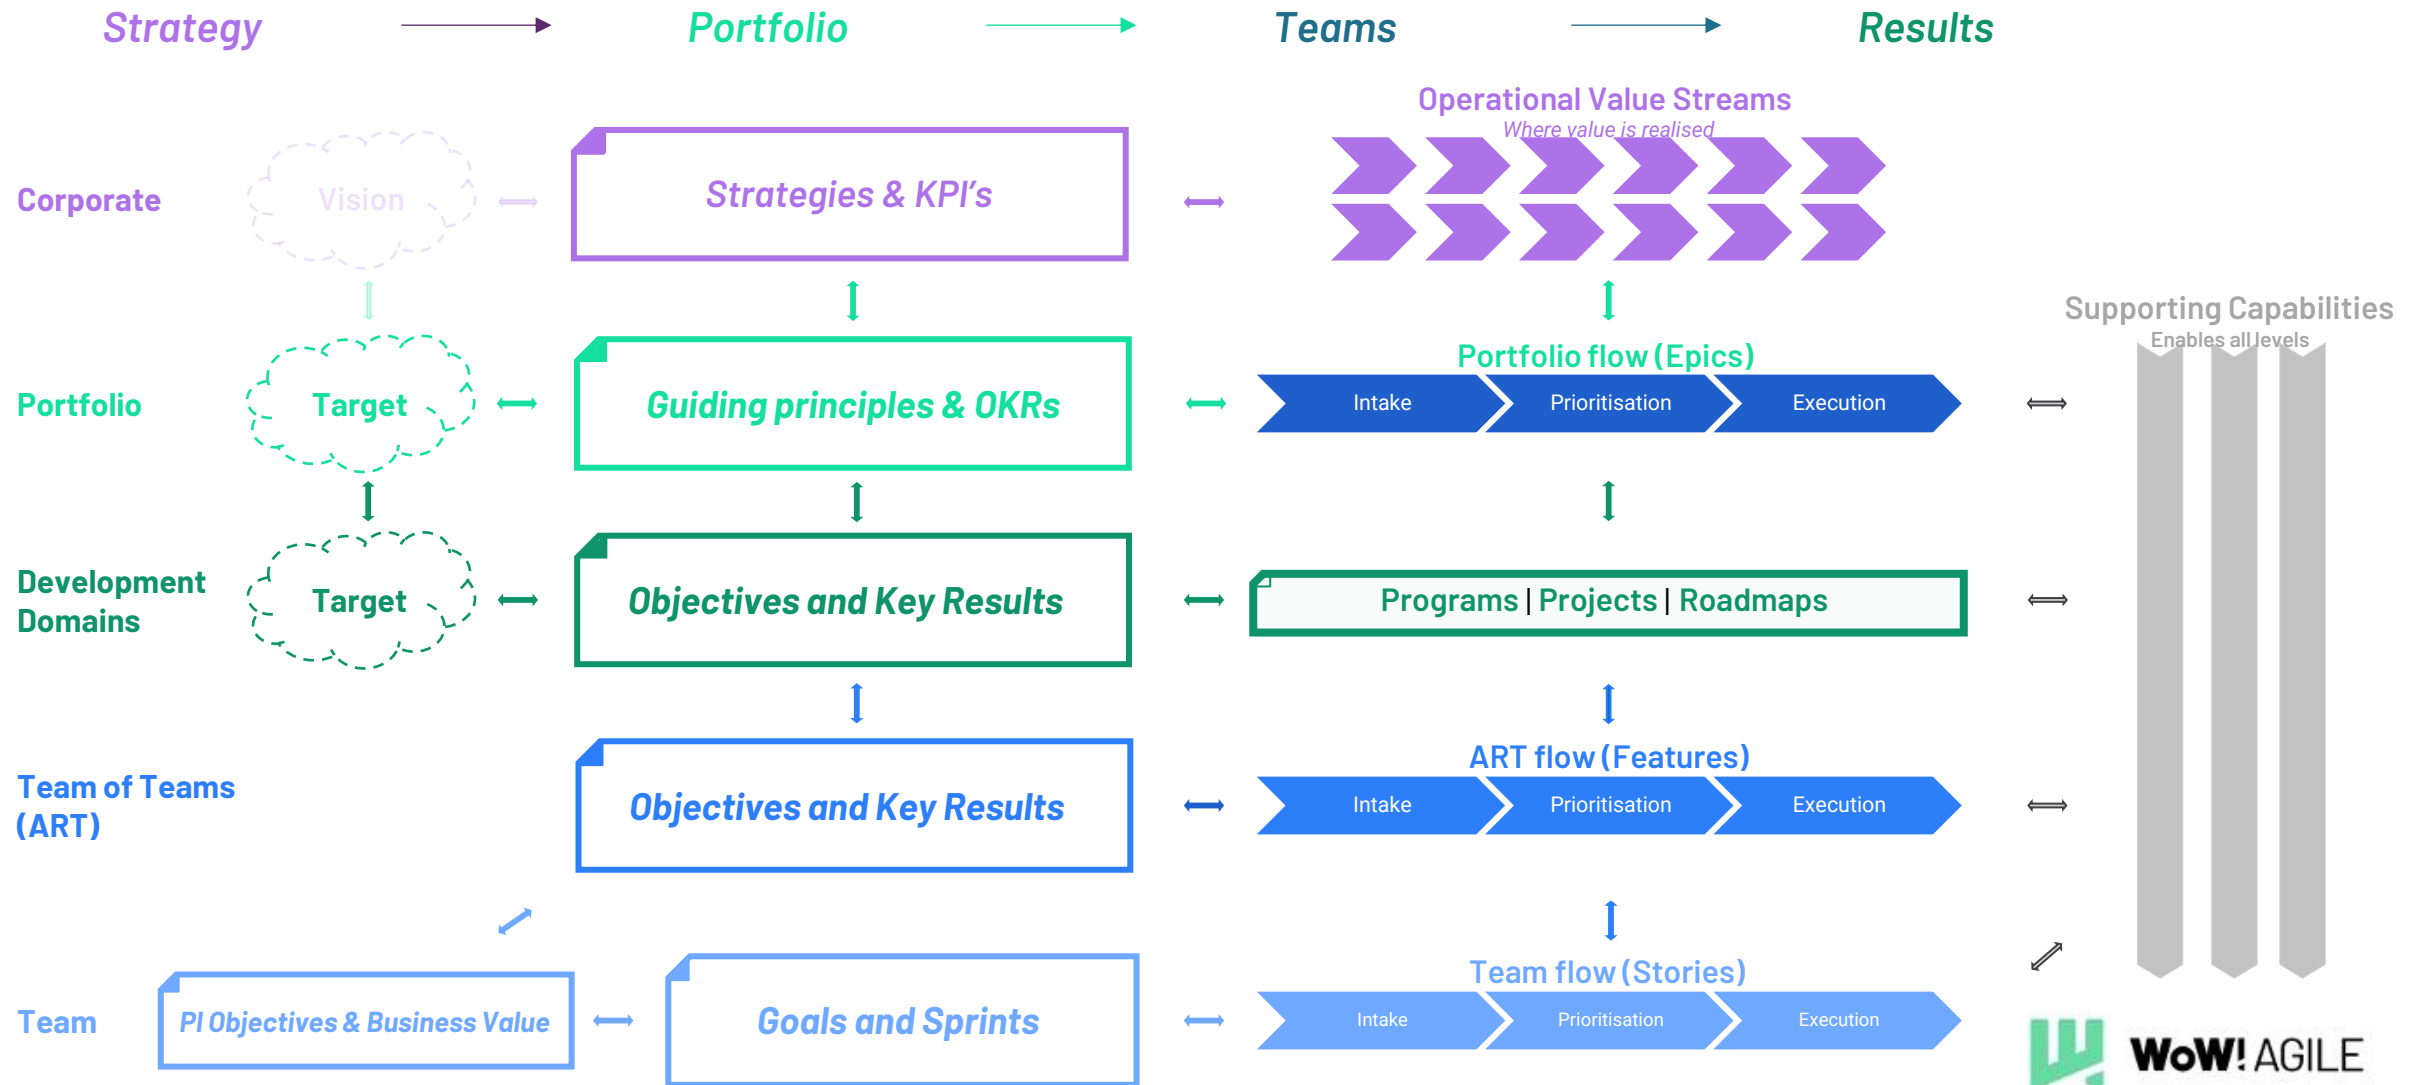 Strategy
Portfolio
Teams
Results
Operational Value Streams
Where value is realised
Corporate
Vision
Strategies & KPI's
Supporting Capabilities
Enables all levels
Portfolio flow (Epics)
Portfolio
Target
Guiding principles & OKRs
Intake
Prioritisation
Execution
Development
Domains
Target
Objectives and Key Results
Programs | Projects | Roadmaps
ART flow (Features)
Team of Teams
(ART)
Objectives and Key Results
Intake
Prioritisation
Execution
Team flow (Stories)
Team
PI Objectives & Business Value
Goals and Sprints
Intake
Prioritisation
Execution
WoW! AGILE